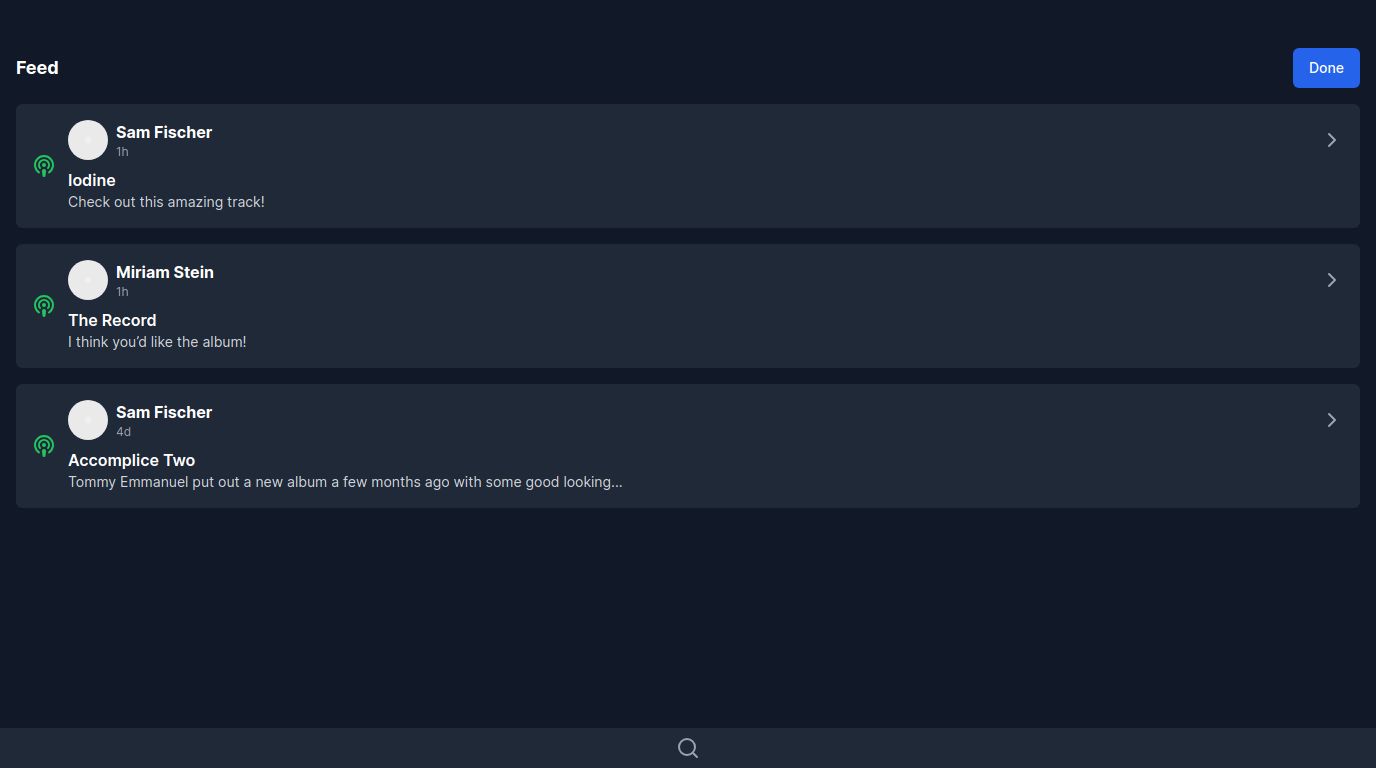 Feed
Done
Sam Fischer
1h
Iodine
Check out this amazing track!
Miriam Stein
1h
The Record
I think you’d like the album!
Sam Fischer
4d
Accomplice Two
Tommy Emmanuel put out a new album a few months ago with some good looking...